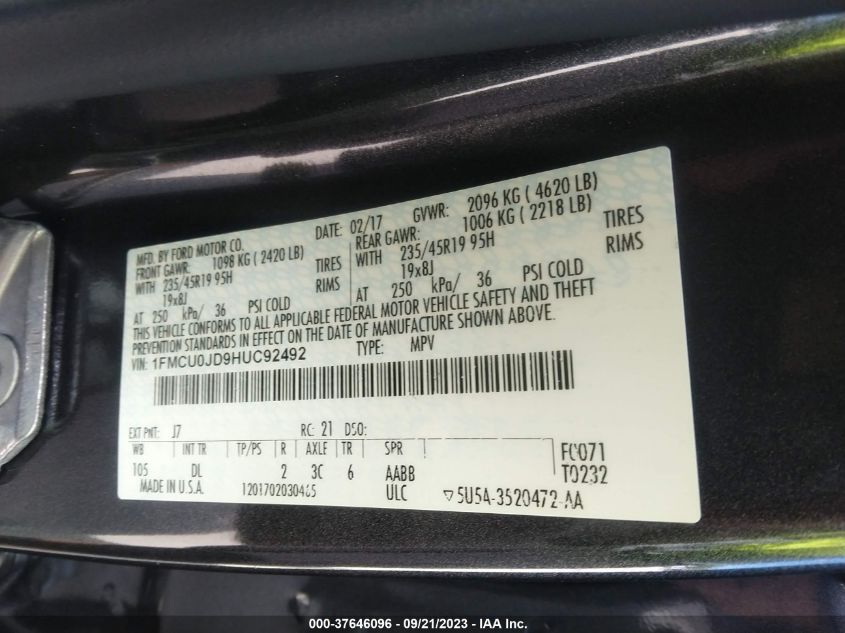 MFD. BY FORD MOTOR CO.
DATE: 02/17 GVWR: 2096 KG ( 4620 LB)
FRONT GAWR: 1098 KG ( 2420 LB)
REAR GAWR: 1006 KG ( 2218 LB)
WITH 235/45R19 95H TIRES
WITH 235/45R19 95H TIRES
19x8J RIMS
19x8J RIMS
AT 250 kPa/ 36 PSI COLD
AT 250 kPa/ 36 PSI COLD
THIS VEHICLE CONFORMS TO ALL APPLICABLE FEDERAL MOTOR VEHICLE SAFETY AND THEFT
PREVENTION STANDARDS IN EFFECT ON THE DATE OF MANUFACTURE SHOWN ABOVE.
VIN: 1FMCU0JD9HUC92492 TYPE: MPV
EXT PNT: J7 RC: 21 DSO:
WB INT TR TP/PS R AXLE TR SPR
105 DL 2 3C 6 AABB
F0071
T0232
MADE IN U.S.A. 1201702030465 ULC
▽5U5A-3520472-AA
000-37646096 - 09/21/2023 - IAA Inc.